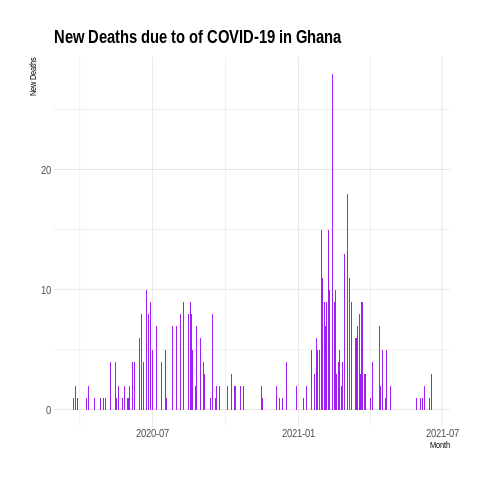 New Deaths due to of COVID-19 in Ghana
New Deaths
20
10
0
2020-07
2021-01
2021-07
Month